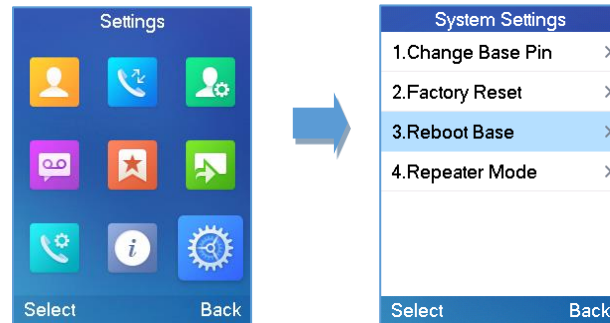 Settings
Select Back
System Settings
1.Change Base Pin
2.Factory Reset
3.Reboot Base
4.Repeater Mode
Select Back